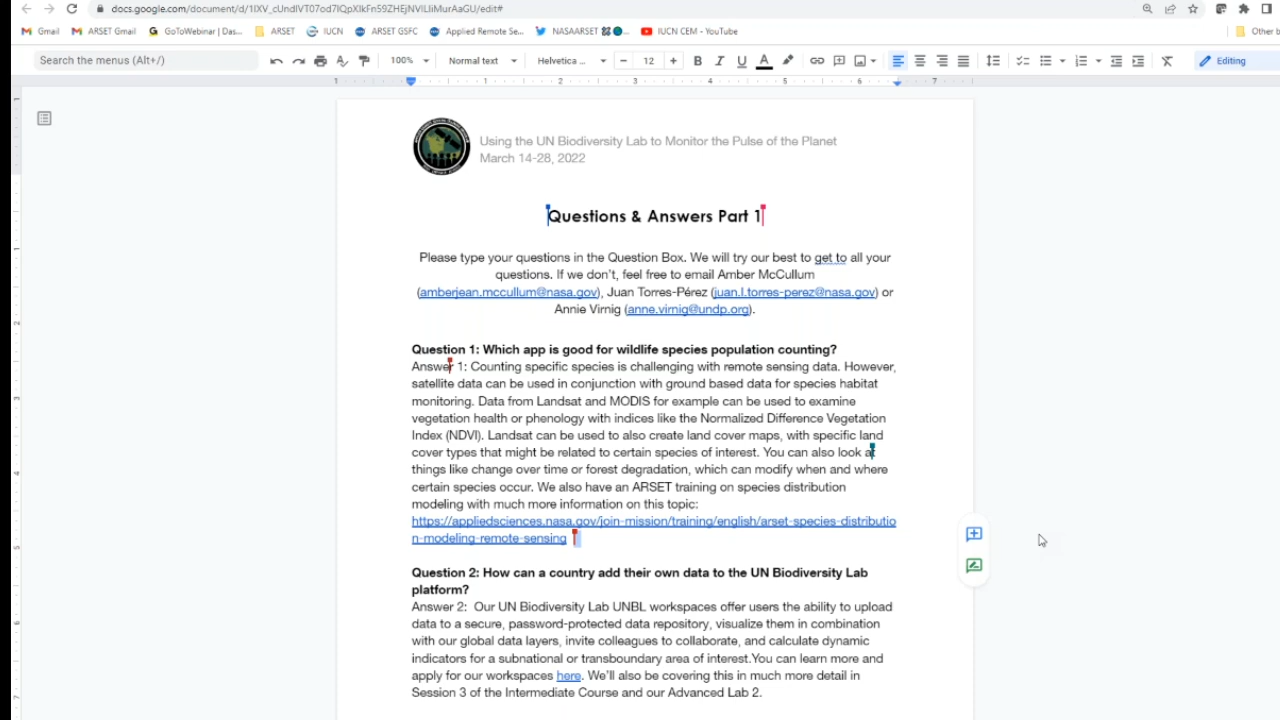 docs.google.com/document/d/1lXV_cUndIVT07cd7lQpXlkFn59ZHEjNVILliMurAaGU/edit#
Gmail ARSET Gmail GoToWebinar | Das... ARSET IUCN ARSET GSFC Applied Remote Se... NASAARSET IUCN CEM - YouTube Other b
Search the menus (Alt+/) 100% Normal text Helvetica ... − 12 + B I U A Editing
1 1 2 3 4 5 6 7
Using the UN Biodiversity Lab to Monitor the Pulse of the Planet
March 14-28, 2022
Questions & Answers Part 1
Please type your questions in the Question Box. We will try our best to get to all your
questions. If we don't, feel free to email Amber McCullum
(amberjean.mccullum@nasa.gov), Juan Torres-Pérez (juan.l.torres-perez@nasa.gov) or
Annie Virnig (anne.virnig@undp.org).
Question 1: Which app is good for wildlife species population counting?
Answer 1: Counting specific species is challenging with remote sensing data. However,
satellite data can be used in conjunction with ground based data for species habitat
monitoring. Data from Landsat and MODIS for example can be used to examine
vegetation health or phenology with indices like the Normalized Difference Vegetation
Index (NDVI). Landsat can be used to also create land cover maps, with specific land
cover types that might be related to certain species of interest. You can also look at
things like change over time or forest degradation, which can modify when and where
certain species occur. We also have an ARSET training on species distribution
modeling with much more information on this topic:
https://appliedsciences.nasa.gov/join-mission/training/english/arset-species-distributio
n-modeling-remote-sensing
Question 2: How can a country add their own data to the UN Biodiversity Lab
platform?
Answer 2: Our UN Biodiversity Lab UNBL workspaces offer users the ability to upload
data to a secure, password-protected data repository, visualize them in combination
with our global data layers, invite colleagues to collaborate, and calculate dynamic
indicators for a subnational or transboundary area of interest.You can learn more and
apply for our workspaces here. We'll also be covering this in much more detail in
Session 3 of the Intermediate Course and our Advanced Lab 2.